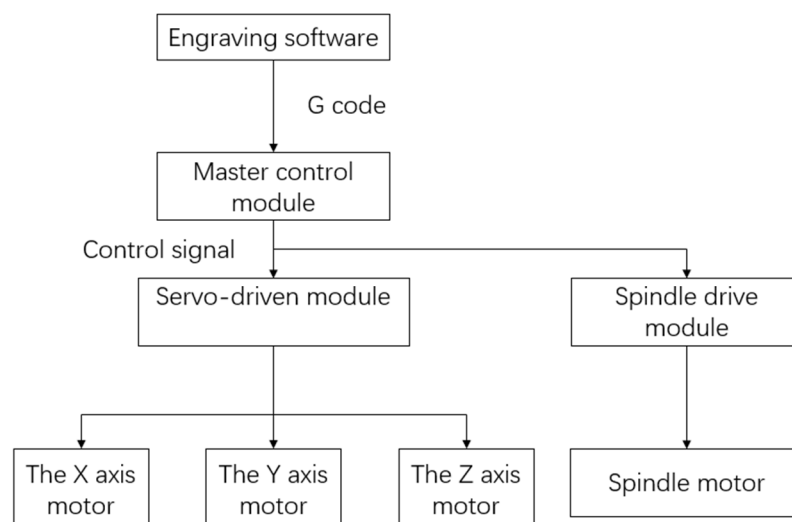 Engraving software
G code
Master control
module
Control signal
Servo-driven module
Spindle drive
module
The X axis
motor
The Y axis
motor
The Z axis
motor
Spindle motor